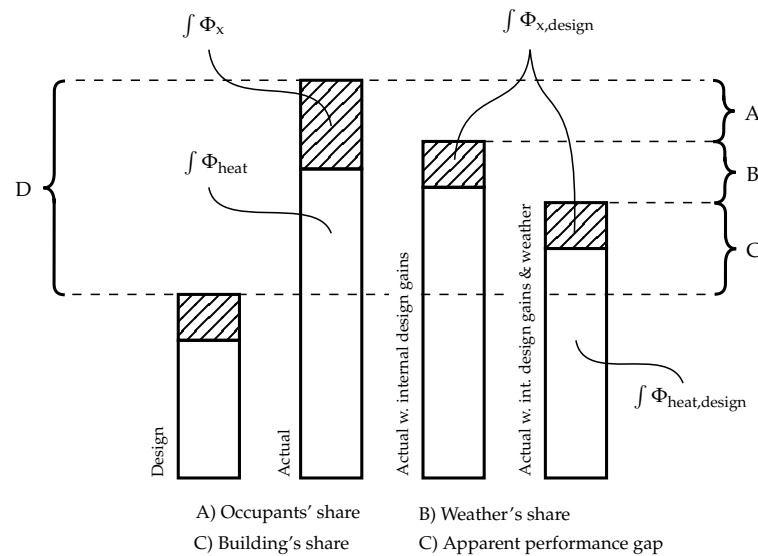 ∫ Φx
∫ Φx,design
A
∫ Φheat
B
D
C
∫ Φheat,design
Design
Actual
Actual w. internal design gains
Actual w. int. design gains & weather
A) Occupants' share
B) Weather's share
C) Building's share
C) Apparent performance gap